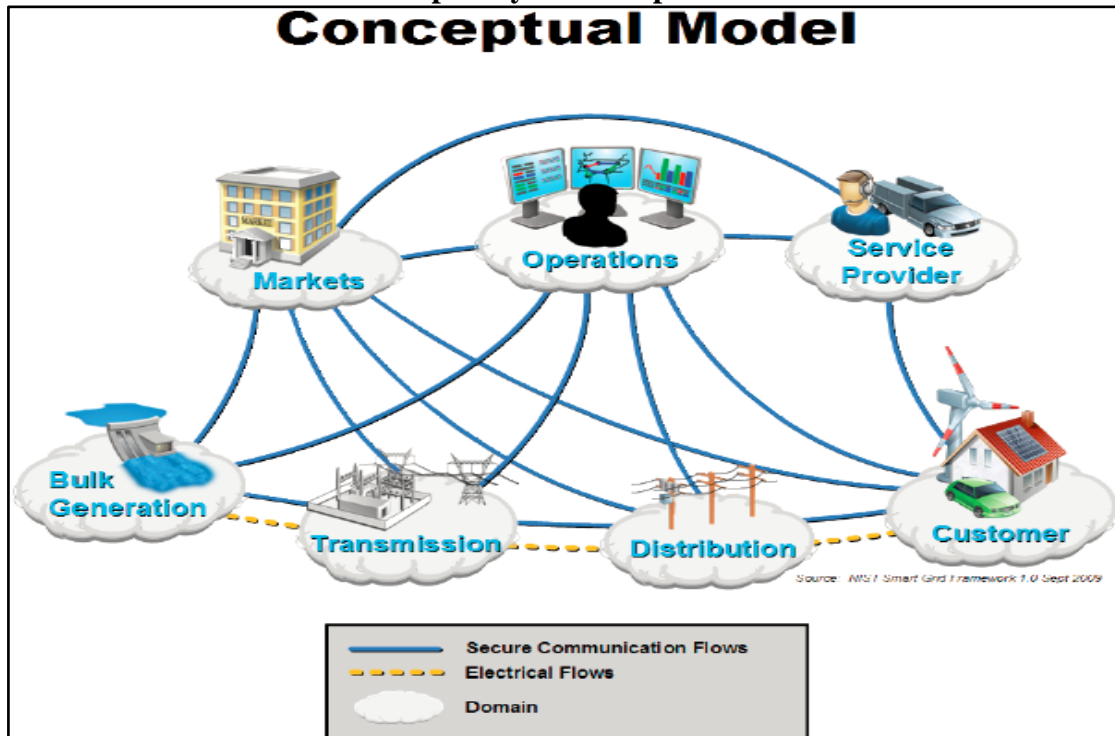 Conceptual Model
MARKET
Markets
Operations
Service
Provider
Bulk
Generation
Transmission
Distribution
Customer
Source: NIST Smart Grid Framework 1.0 Sept 2009
Secure Communication Flows
Electrical Flows
Domain